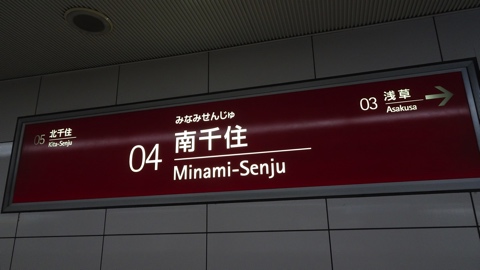 05 北千住
Kita-Senju
みなみせんじゅ
04 南千住
Minami-Senju
03 浅草
Asakusa